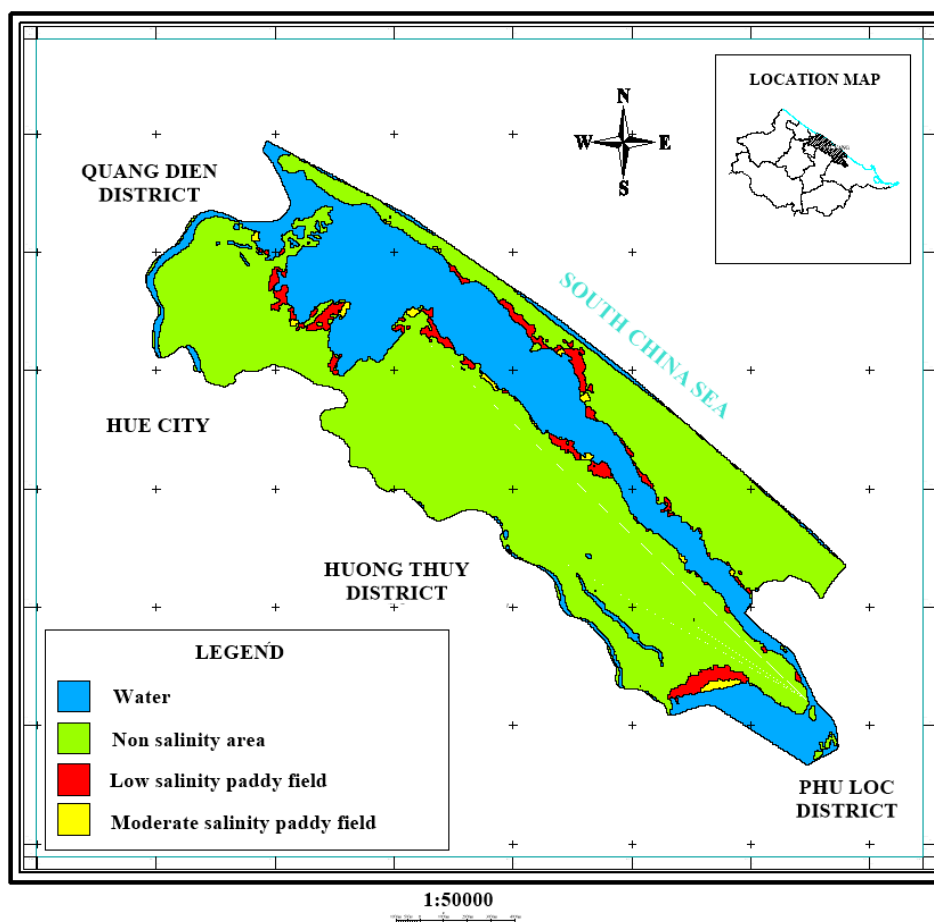 LOCATION MAP
N
W E
S
QUANG DIEN
DISTRICT
SOUTH CHINA SEA
HUE CITY
HUONG THUY
DISTRICT
LEGEND
Water
Non salinity area
Low salinity paddy field
Moderate salinity paddy field
PHU LOC
DISTRICT
1:50000